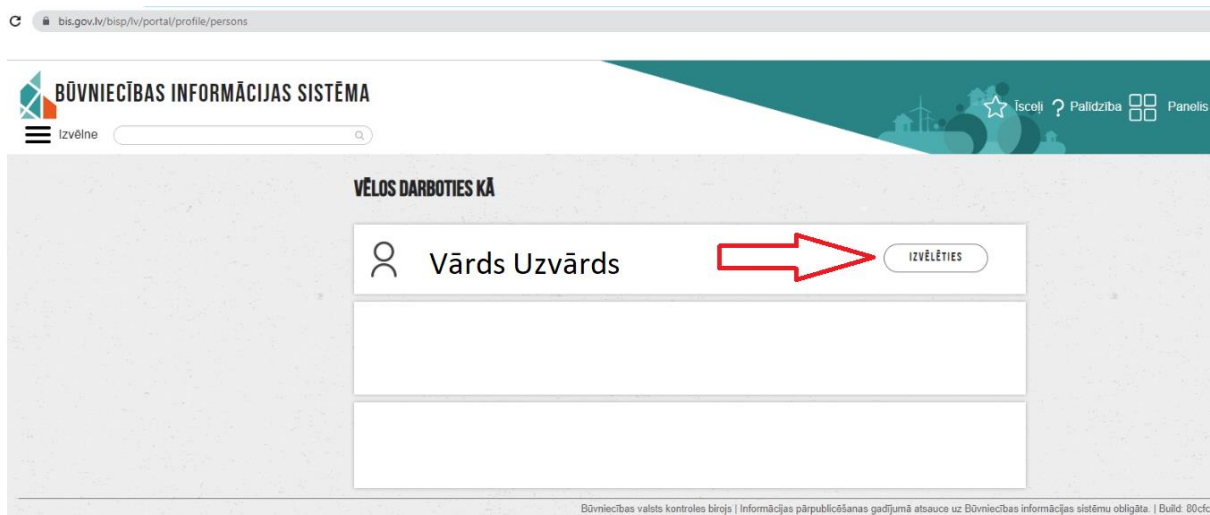 bis.gov.lv/bisp/lv/portal/profile/persons
BŪVNIECĪBAS INFORMĀCIJAS SISTĒMA
Īsceļi ? Palīdzība Panelis
Izvēlne
VĒLOS DARBOTIES KĀ
Vārds Uzvārds
IZVĒLĒTIES
Būvniecības valsts kontroles birojs | Informācijas pārpublicēšanas gadījumā atsauce uz Būvniecības informācijas sistēmu obligāta. | Build: 80cfc